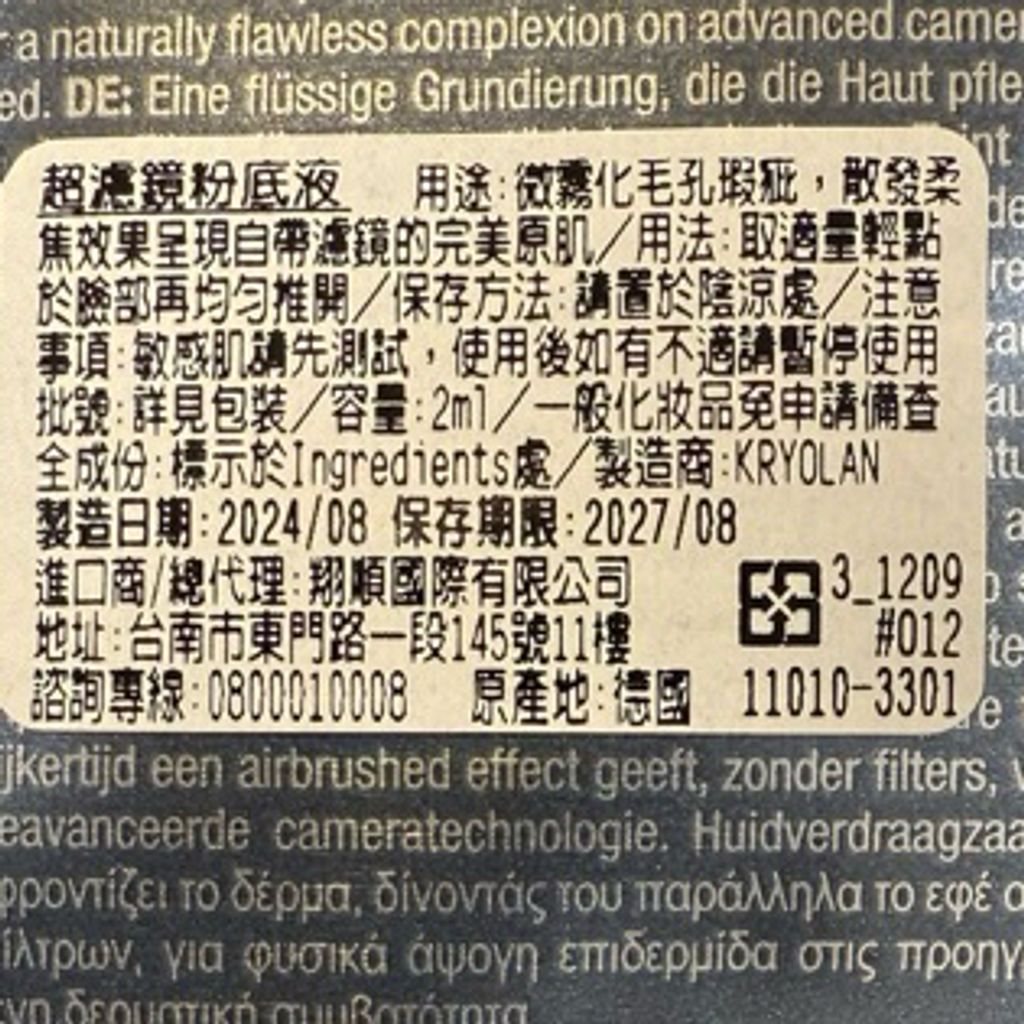 a naturally flawless complexion on advanced
ed. DE: Eine flüssige Grundierung, die die Haut
超濾鏡粉底液 用途:微霧化毛孔瑕疵，散發柔
焦效果呈現自帶濾鏡的完美原肌/用法:取適量輕點
於臉部再均勻推開/保存方法:請置於陰涼處/注意
事項:敏感肌請先測試，使用後如有不適請暫停使用
批號:詳見包裝/容量:2ml/一般化妝品免申請備查
全成份:標示於Ingredients處/製造商:KRYOLAN
製造日期:2024/08 保存期限:2027/08
進口商/總代理:翔順國際有限公司 3_1209
地址:台南市東門路一段145號11樓 #012
諮詢專線:0800010008 原產地:德國 11010-3301
jkertijd een airbrushed effect geeft, zonder filters,
eavanceerde cameratechnologie.
φροντίζει το δέρμα, δίνοντάς του παράλληλα το εφέ
ίλτρων, για φυσικά άψογη επιδερμίδα στις
δερματική συμβατότητα.